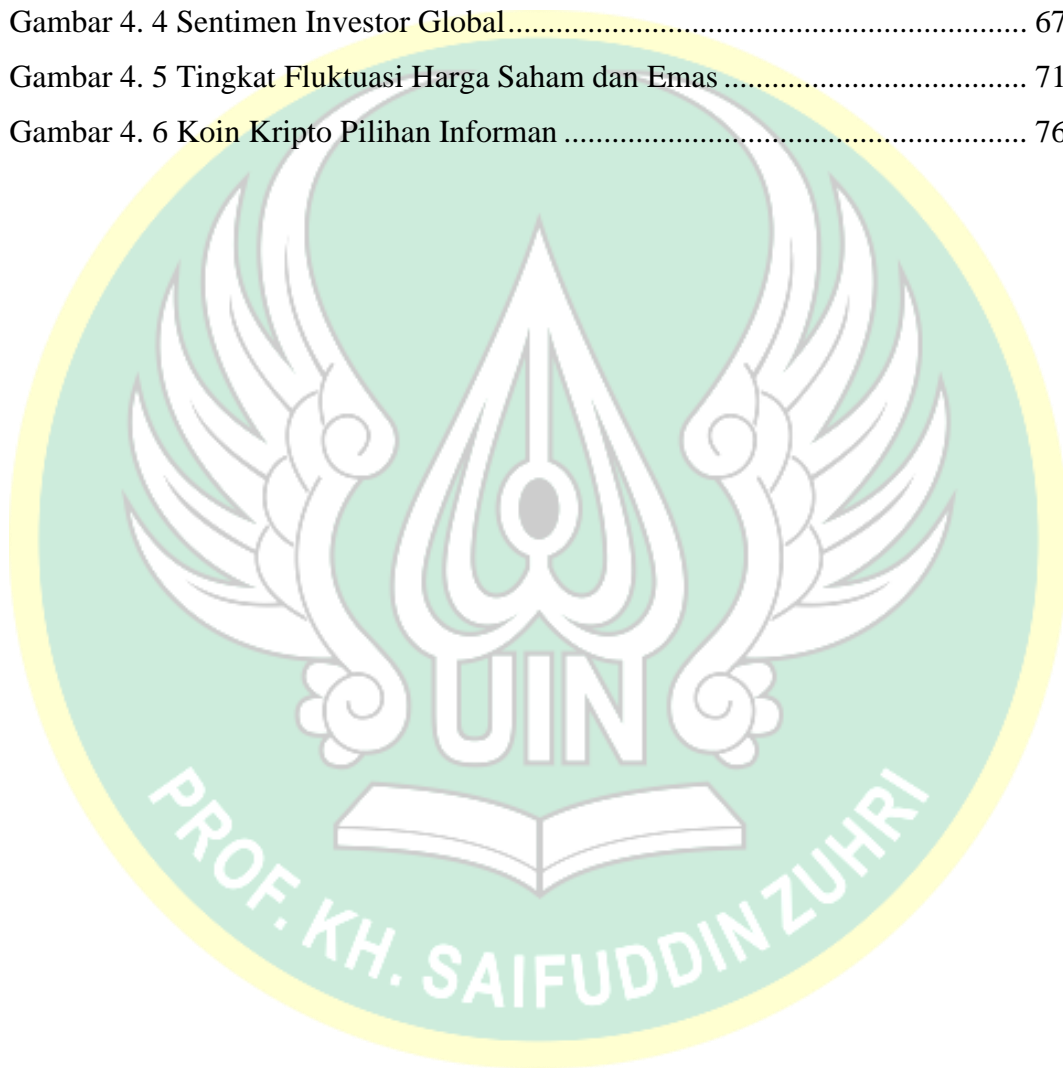 Gambar 4. 4 Sentimen Investor Global................................................................. 67
Gambar 4. 5 Tingkat Fluktuasi Harga Saham dan Emas ...................................... 71
Gambar 4. 6 Koin Kripto Pilihan Informan .......................................................... 76
UIN
PROF. KH. SAIFUDDIN ZUHRI